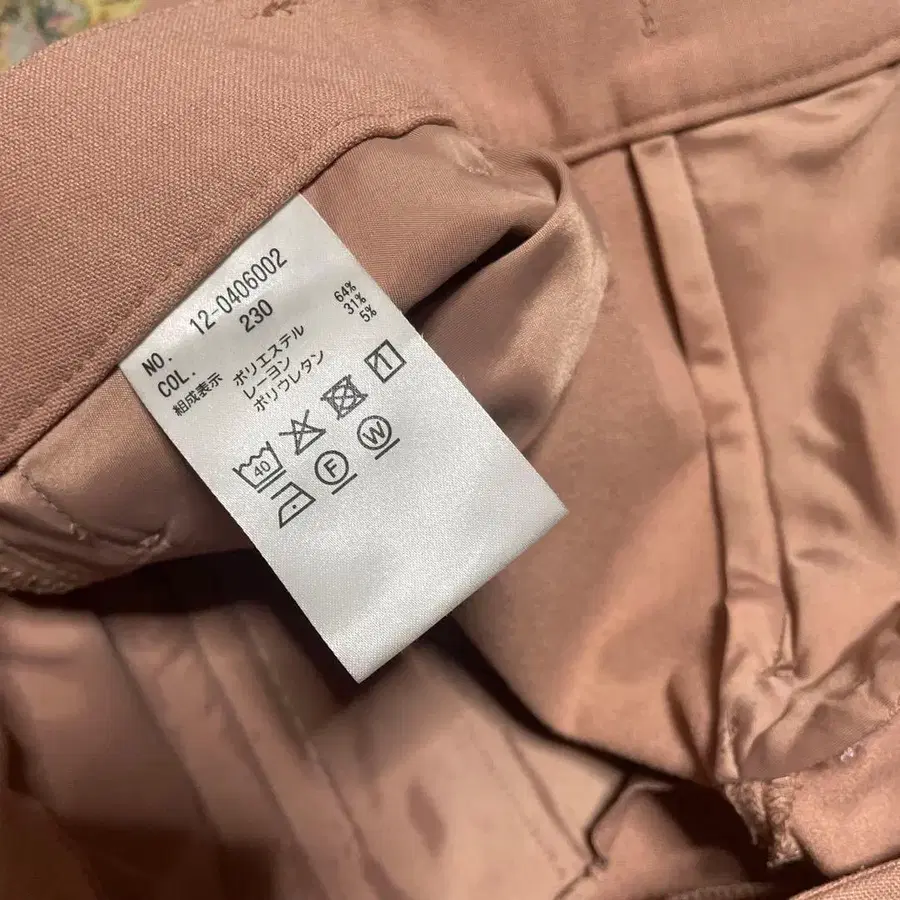 NO. 12-0406002
COL. 230
組成表示 ポリエステル 64%
レーヨン 31%
ポリウレタン 5%
40
F W